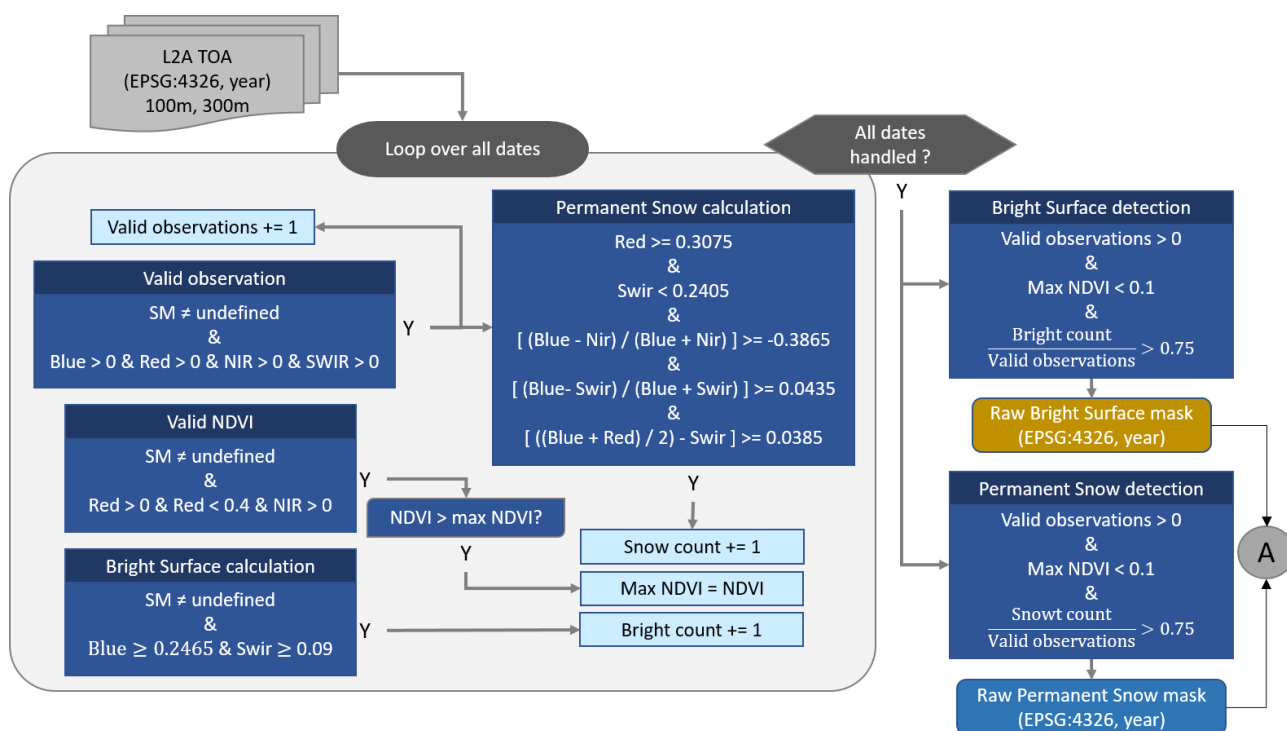 L2A TOA
(EPSG:4326, year)
100m, 300m
Loop over all dates
All dates
handled ?
Valid observations += 1
Valid observation
SM ≠ undefined
&
Blue > 0 & Red > 0 & NIR > 0 & SWIR > 0
Y
Permanent Snow calculation
Red >= 0.3075
&
Swir < 0.2405
&
[ (Blue - Nir) / (Blue + Nir) ] >= -0.3865
&
[ (Blue- Swir) / (Blue + Swir) ] >= 0.0435
&
[ ((Blue + Red) / 2) - Swir ] >= 0.0385
Y
Valid NDVI
SM ≠ undefined
&
Red > 0 & Red < 0.4 & NIR > 0
Y
NDVI > max NDVI?
Y
Bright Surface calculation
SM ≠ undefined
&
Blue ≥ 0.2465 & Swir ≥ 0.09
Y
Snow count += 1
Max NDVI = NDVI
Bright count += 1
Y
Bright Surface detection
Valid observations > 0
&
Max NDVI < 0.1
&
Bright count
Valid observations > 0.75
Raw Bright Surface mask
(EPSG:4326, year)
Permanent Snow detection
Valid observations > 0
&
Max NDVI < 0.1
&
Snowt count
Valid observations > 0.75
Raw Permanent Snow mask
(EPSG:4326, year)
A